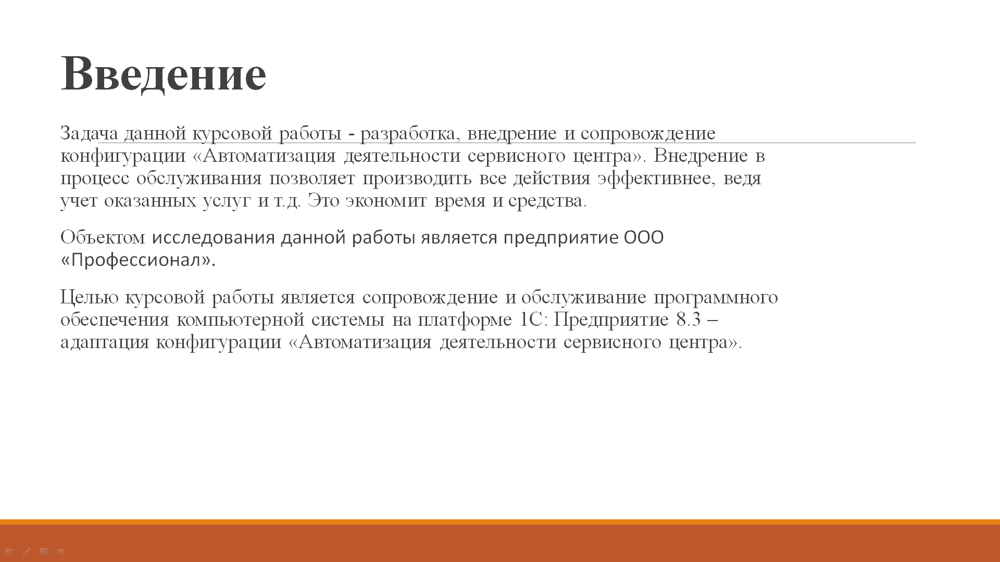 Введение
Задача данной курсовой работы - разработка, внедрение и сопровождение
конфигурации «Автоматизация деятельности сервисного центра». Внедрение в
процесс обслуживания позволяет производить все действия эффективнее, ведя
учет оказанных услуг и т.д. Это экономит время и средства.
Объектом исследования данной работы является предприятие ООО
«Профессионал».
Целью курсовой работы является сопровождение и обслуживание программного
обеспечения компьютерной системы на платформе 1С: Предприятие 8.3 –
адаптация конфигурации «Автоматизация деятельности сервисного центра».